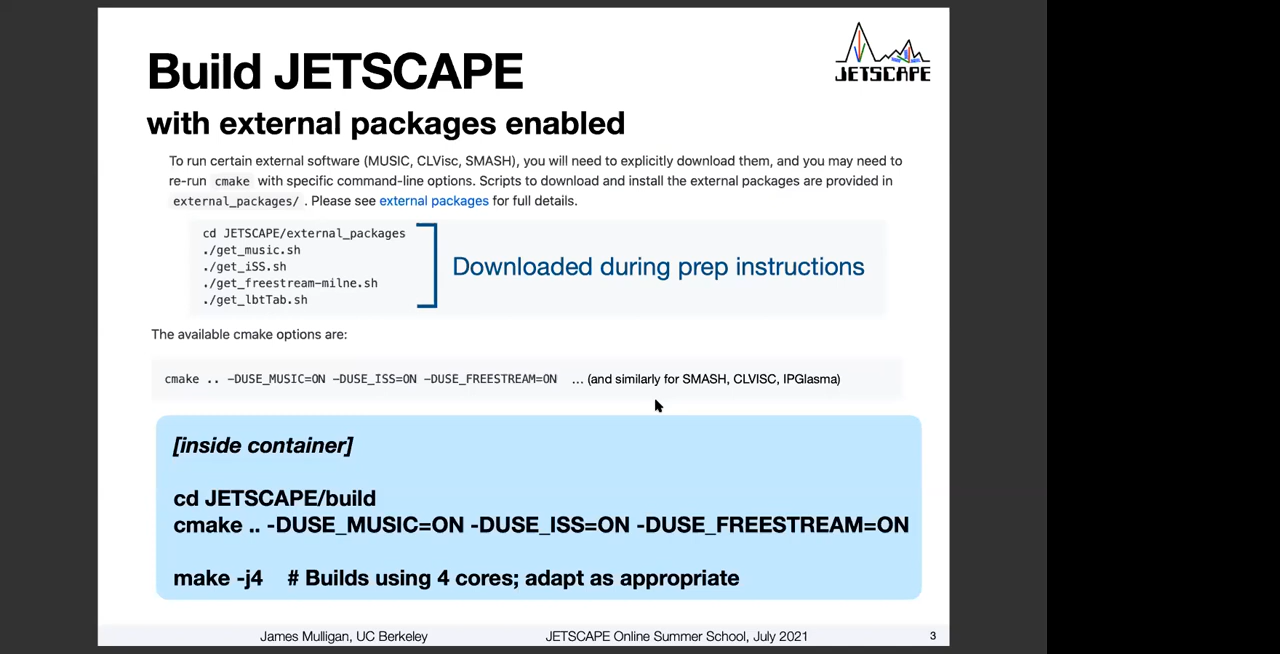 Build JETSCAPE
JETSCAPE
with external packages enabled
To run certain external software (MUSIC, CLVisc, SMASH), you will need to explicitly download them, and you may need to
re-run cmake with specific command-line options. Scripts to download and install the external packages are provided in
external_packages/ . Please see external packages for full details.
cd JETSCAPE/external_packages
./get_music.sh
./get_iSS.sh
./get_freestream-milne.sh
./get_lbtTab.sh
Downloaded during prep instructions
The available cmake options are:
cmake .. -DUSE_MUSIC=ON -DUSE_ISS=ON -DUSE_FREESTREAM=ON ... (and similarly for SMASH, CLVISC, IPGlasma)
[inside container]
cd JETSCAPE/build
cmake .. -DUSE_MUSIC=ON -DUSE_ISS=ON -DUSE_FREESTREAM=ON
make -j4 # Builds using 4 cores; adapt as appropriate
James Mulligan, UC Berkeley JETSCAPE Online Summer School, July 2021 3